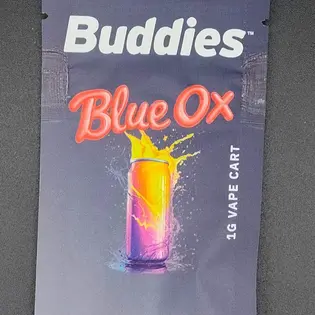 Buddies™
Blue Ox
1G VAPE CART